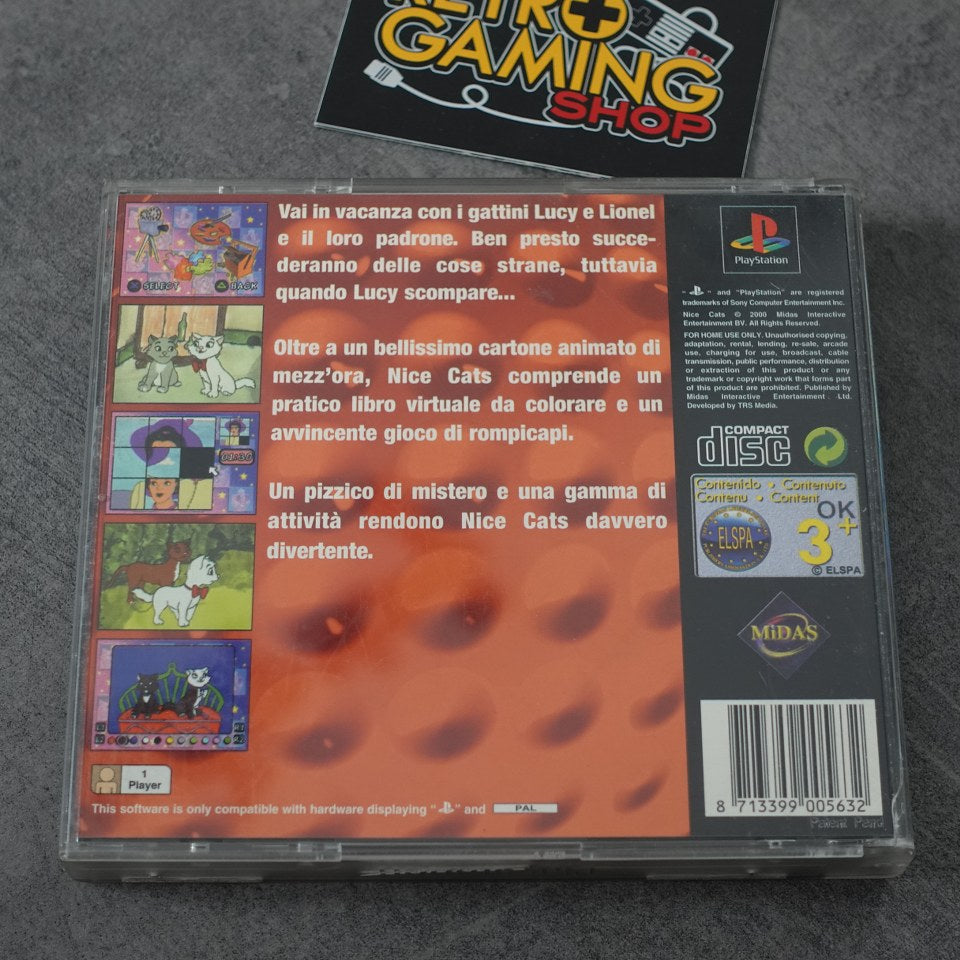 RETRO
GAMING
SHOP
Vai in vacanza con i gattini Lucy e Lionel
e il loro padrone. Ben presto succe-
deranno delle cose strane, tuttavia
quando Lucy scompare...
Oltre a un bellissimo cartone animato di
mezz'ora, Nice Cats comprende un
pratico libro virtuale da colorare e un
avvincente gioco di rompicapi.
Un pizzico di mistero e una gamma di
attività rendono Nice Cats davvero
divertente.
SELECT BACK
01/30
1
Player
This software is only compatible with hardware displaying " " and PAL
PlayStation
" " and "PlayStation" are registered
trademarks of Sony Computer Entertainment Inc.
Nice Cats © 2000 Midas Interactive
Entertainment BV. All Rights Reserved.
FOR HOME USE ONLY. Unauthorised copying,
adaptation, rental, lending, re-sale, arcade
use, charging for use, broadcast, cable
transmission, public performance, distribution
or extraction of this product or any
trademark or copyright work that forms part
of this product are prohibited. Published by
Midas Interactive Entertainment. Ltd.
Developed by TRS Media.
COMPACT
disc
Contenido • Contenuto
Contenu • Content
OK
3+
ELSPA
© ELSPA
MiDAS
8 713399 005632